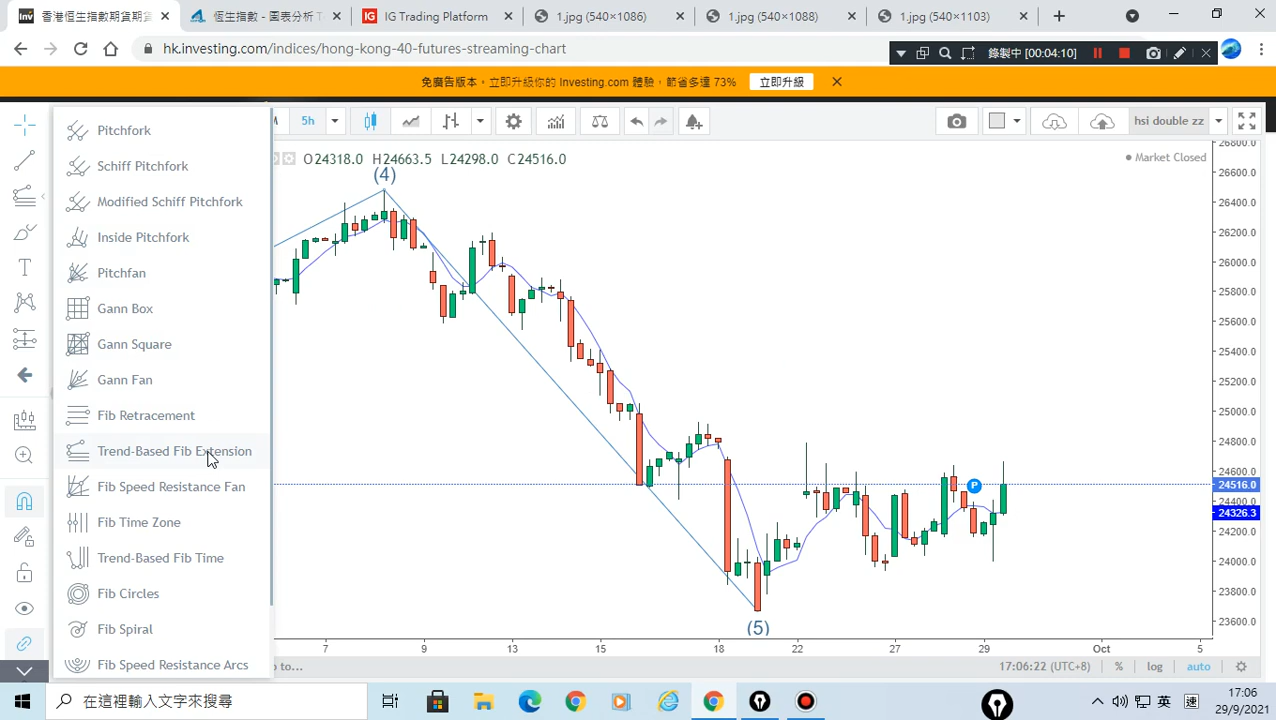 香港恒生指數期貨期貨
恆生指數 - 圖表分析 T
IG Trading Platform
1.jpg (540×1086)
1.jpg (540×1068)
1.jpg (540×1103)
hk.investing.com/indices/hong-kong-40-futures-streaming-chart
錄製中 [00:04:10]
免廣告版本。立即升級你的 Investing.com 體驗，節省多達 73%
立即升級
5h
hsi double zz
O24318.0 H24663.5 L24298.0 C24516.0
Market Closed
Pitchfork
Schiff Pitchfork
Modified Schiff Pitchfork
Inside Pitchfork
Pitchfan
Gann Box
Gann Square
Gann Fan
Fib Retracement
Trend-Based Fib Extension
Fib Speed Resistance Fan
Fib Time Zone
Trend-Based Fib Time
Fib Circles
Fib Spiral
Fib Speed Resistance Arcs
(4)
(5)
P
26800.0
26600.0
26400.0
26200.0
26000.0
25800.0
25600.0
25400.0
25200.0
25000.0
24800.0
24600.0
24516.0
24400.0
24326.3
24200.0
24000.0
23800.0
23600.0
7 9 13 15 18 22 27 29 Oct 5
to...
17:06:22 (UTC+8) % log auto
在這裡輸入文字來搜尋
英
17:06
29/9/2021